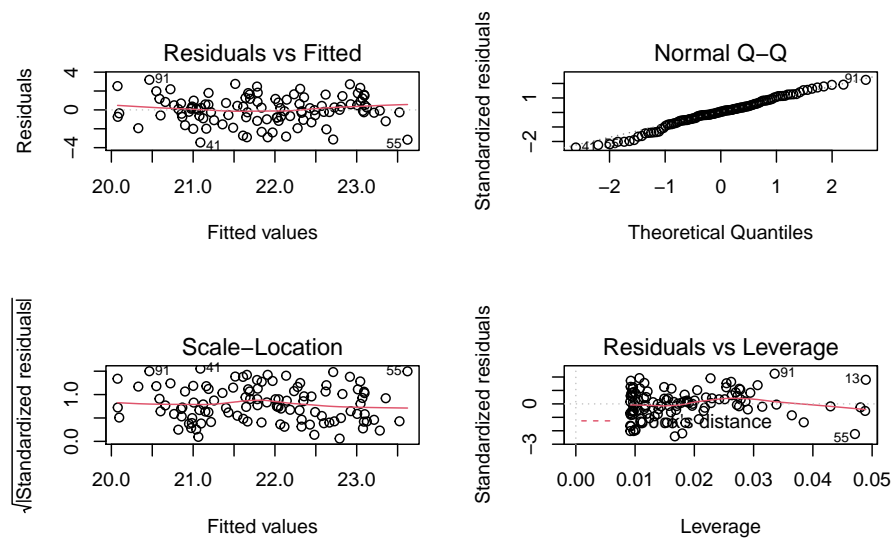 Residuals vs Fitted
Residuals
4
0
−4
91
41
55
20.0 21.0 22.0 23.0
Fitted values
Normal Q−Q
Standardized residuals
1
−2
91
41
−2 −1 0 1 2
Theoretical Quantiles
Scale−Location
√|Standardized residuals|
1.0
0.0
91
41
55
20.0 21.0 22.0 23.0
Fitted values
Residuals vs Leverage
Standardized residuals
0
−3
91
13
55
distance
0.00 0.01 0.02 0.03 0.04 0.05
Leverage